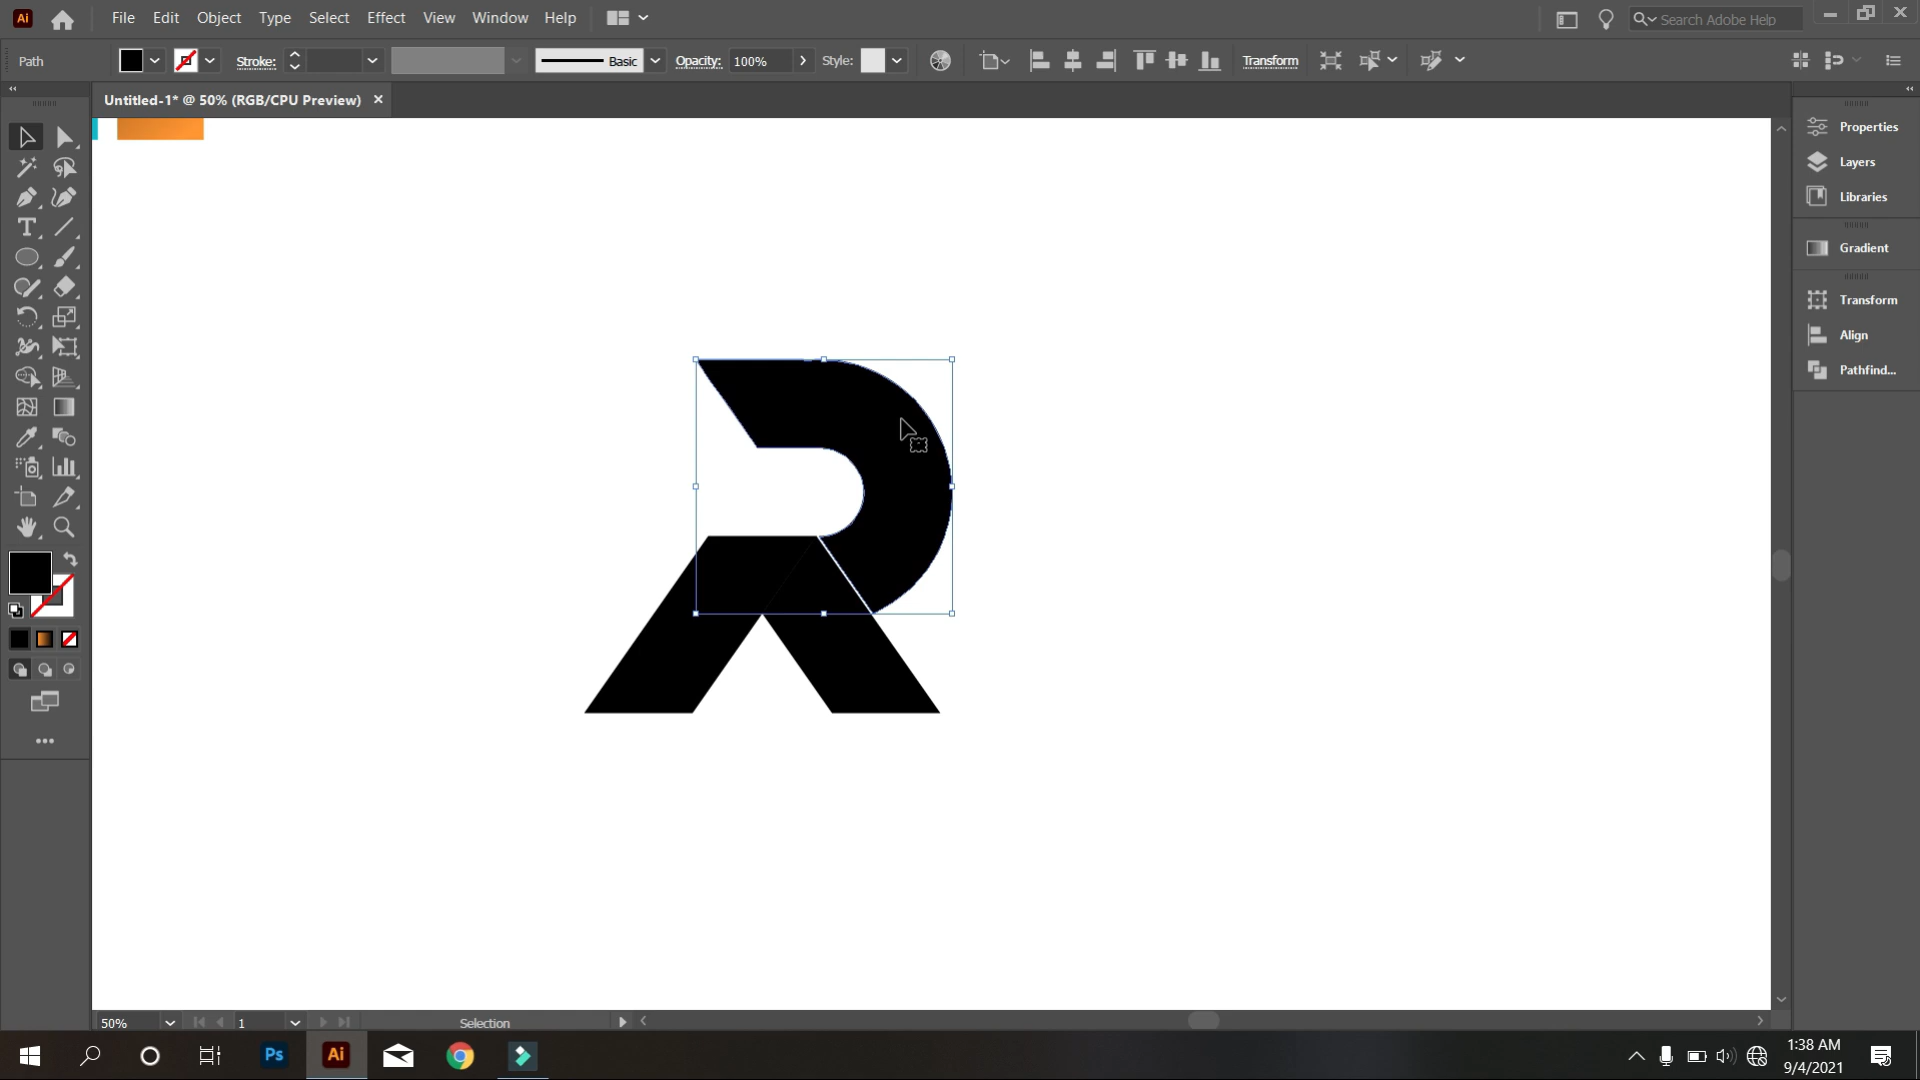 Ai File Edit Object Type Select Effect View Window Help Search Adobe Help
Path Stroke: Basic Opacity: 100% Style: Transform
Untitled-1* @ 50% (RGB/CPU Preview) ×
Properties
Layers
Libraries
Gradient
Transform
Align
Pathfind...
50% 1 Selection
Ps Ai
1:38 AM
9/4/2021